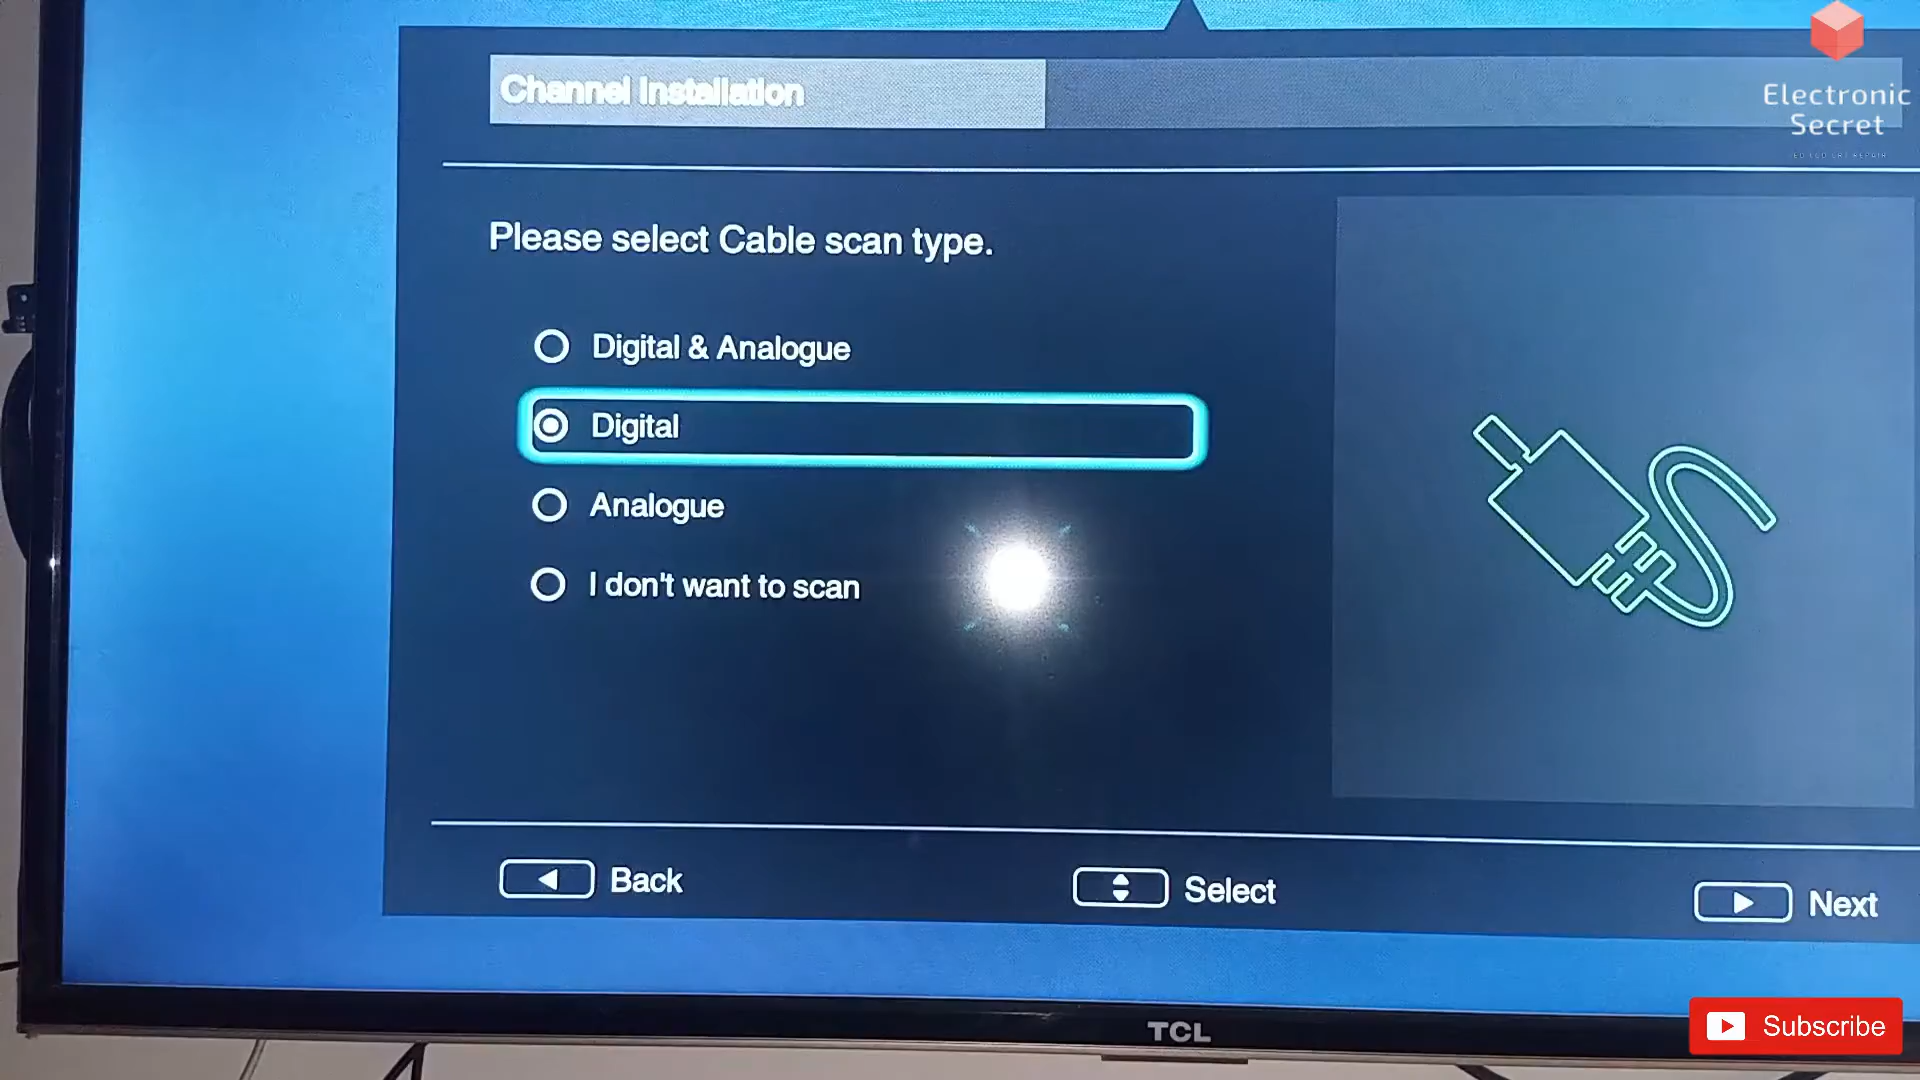 Channel Installation
Electronic
Secret
Please select Cable scan type.
Digital & Analogue
Digital
Analogue
I don't want to scan
Back
Select
Next
TCL
Subscribe